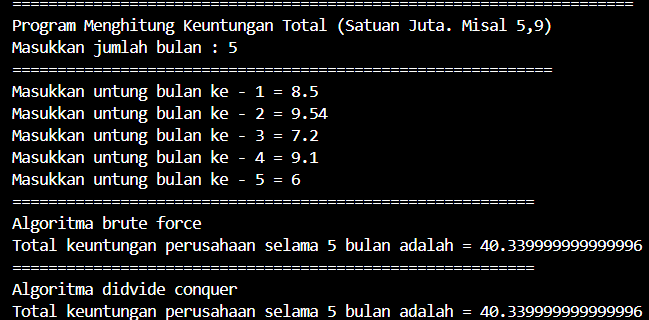 =====================================================================
Program Menghitung Keuntungan Total (Satuan Juta. Misal 5,9)
Masukkan jumlah bulan : 5
============================================================
Masukkan untung bulan ke - 1 = 8.5
Masukkan untung bulan ke - 2 = 9.54
Masukkan untung bulan ke - 3 = 7.2
Masukkan untung bulan ke - 4 = 9.1
Masukkan untung bulan ke - 5 = 6
==========================================================
Algoritma brute force
Total keuntungan perusahaan selama 5 bulan adalah = 40.339999999999996
==========================================================
Algoritma didvide conquer
Total keuntungan perusahaan selama 5 bulan adalah = 40.339999999999996